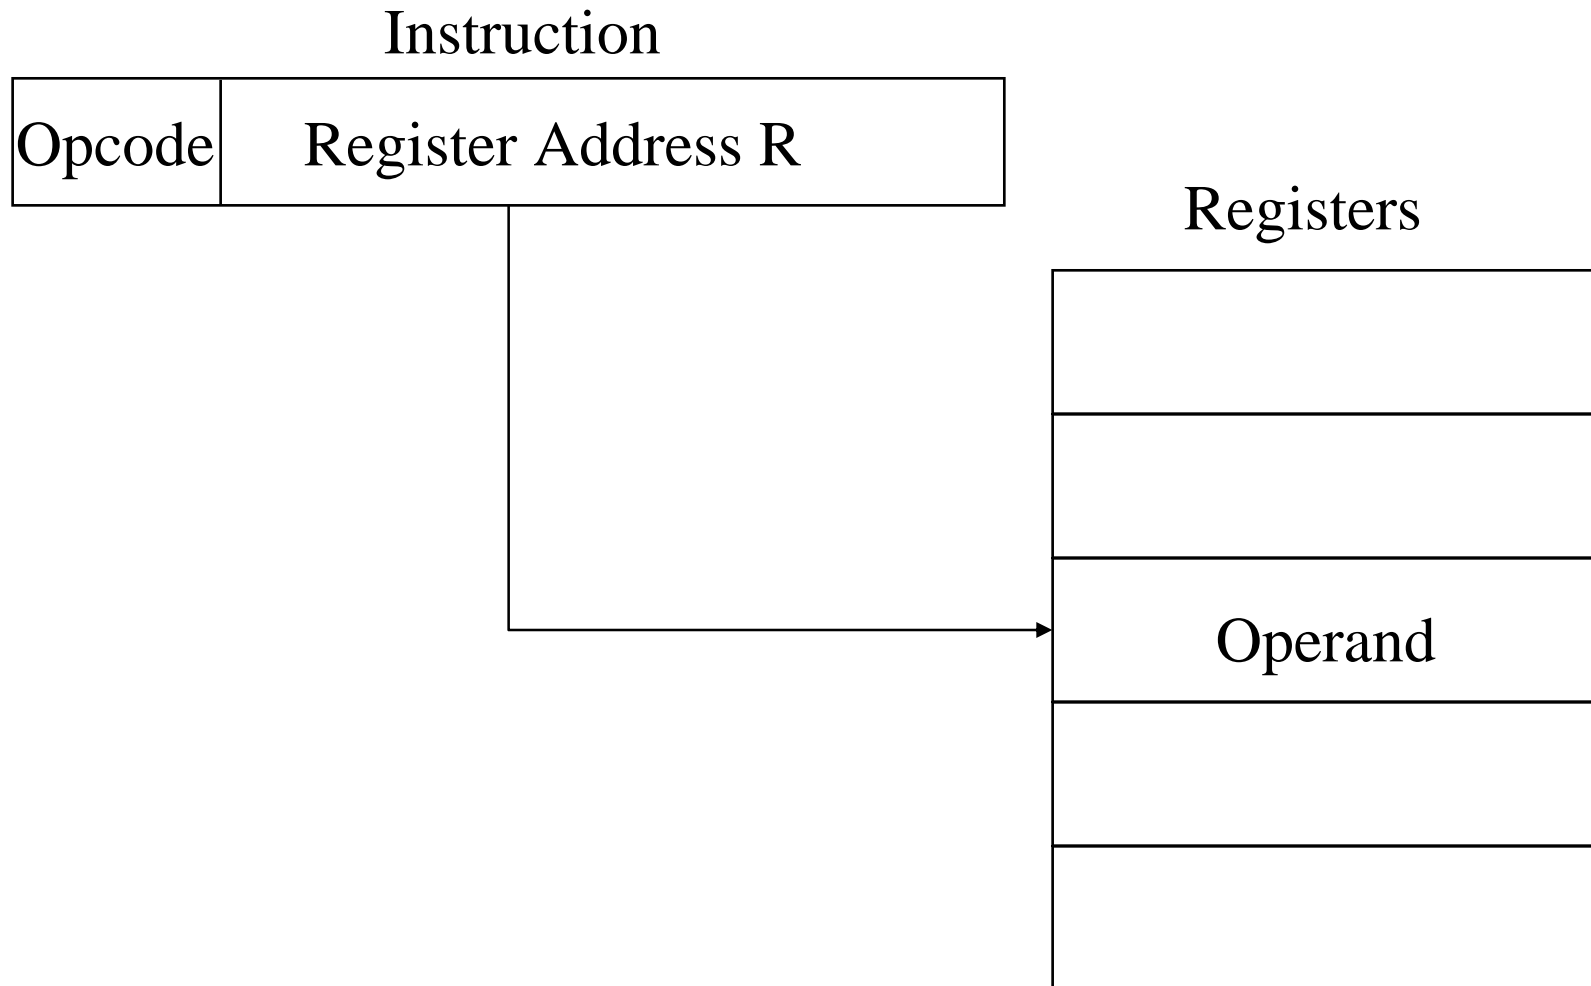 Instruction
Opcode
Register Address R
Registers
Operand